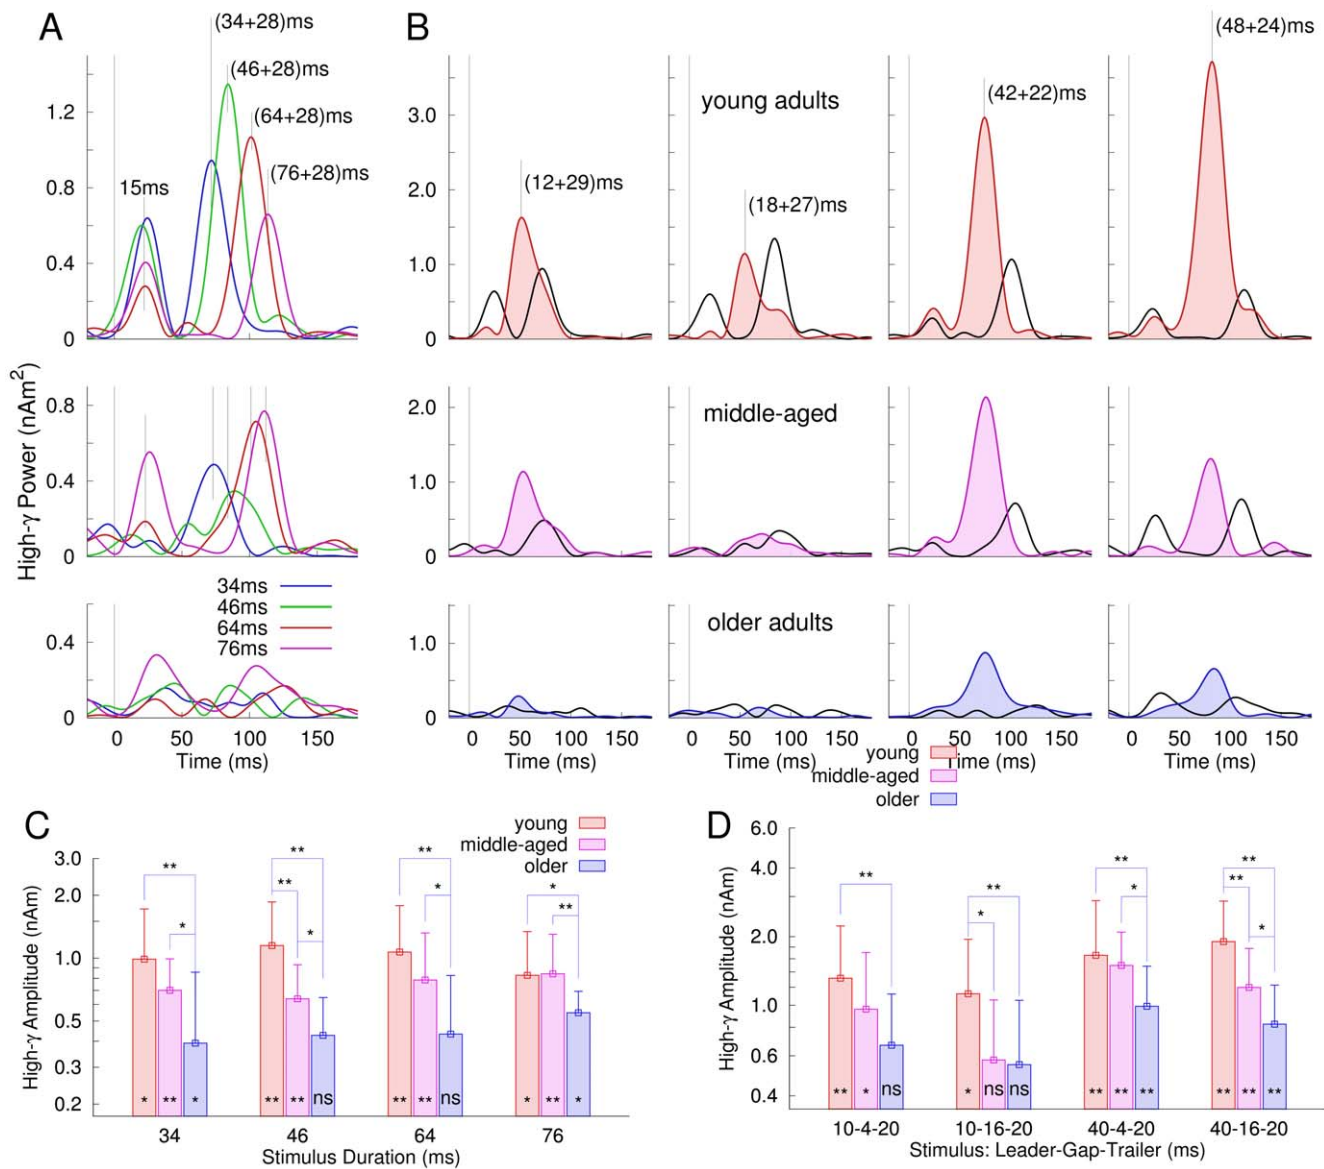 A
B
(34+28)ms
(46+28)ms
(64+28)ms
(76+28)ms
15ms
(12+29)ms
(18+27)ms
(42+22)ms
(48+24)ms
young adults
1.2
0.8
0.4
0
3.0
2.0
1.0
0
High-γ Power (nAm²)
middle-aged
0.8
0.4
0
2.0
1.0
0
34ms
46ms
64ms
76ms
older adults
0.4
0
1.0
0
0 50 100 150
0 50 100 150
0 50 100 150
0 50 100 150
0 50 100 150
Time (ms)
Time (ms)
Time (ms)
Time (ms)
Time (ms)
young
middle-aged
older
C
young
middle-aged
older
High-γ Amplitude (nAm)
3.0
2.0
1.0
0.5
0.3
0.2
** * ** ** * ** * * **
* ** * ** ** ns ** ** ns * ** *
34 46 64 76
Stimulus Duration (ms)
D
High-γ Amplitude (nAm)
6.0
4.0
2.0
1.0
0.6
0.4
** ** * ** * ** ** *
** * ns * ns ns ** ** ** ** ** **
10-4-20 10-16-20 40-4-20 40-16-20
Stimulus: Leader-Gap-Trailer (ms)